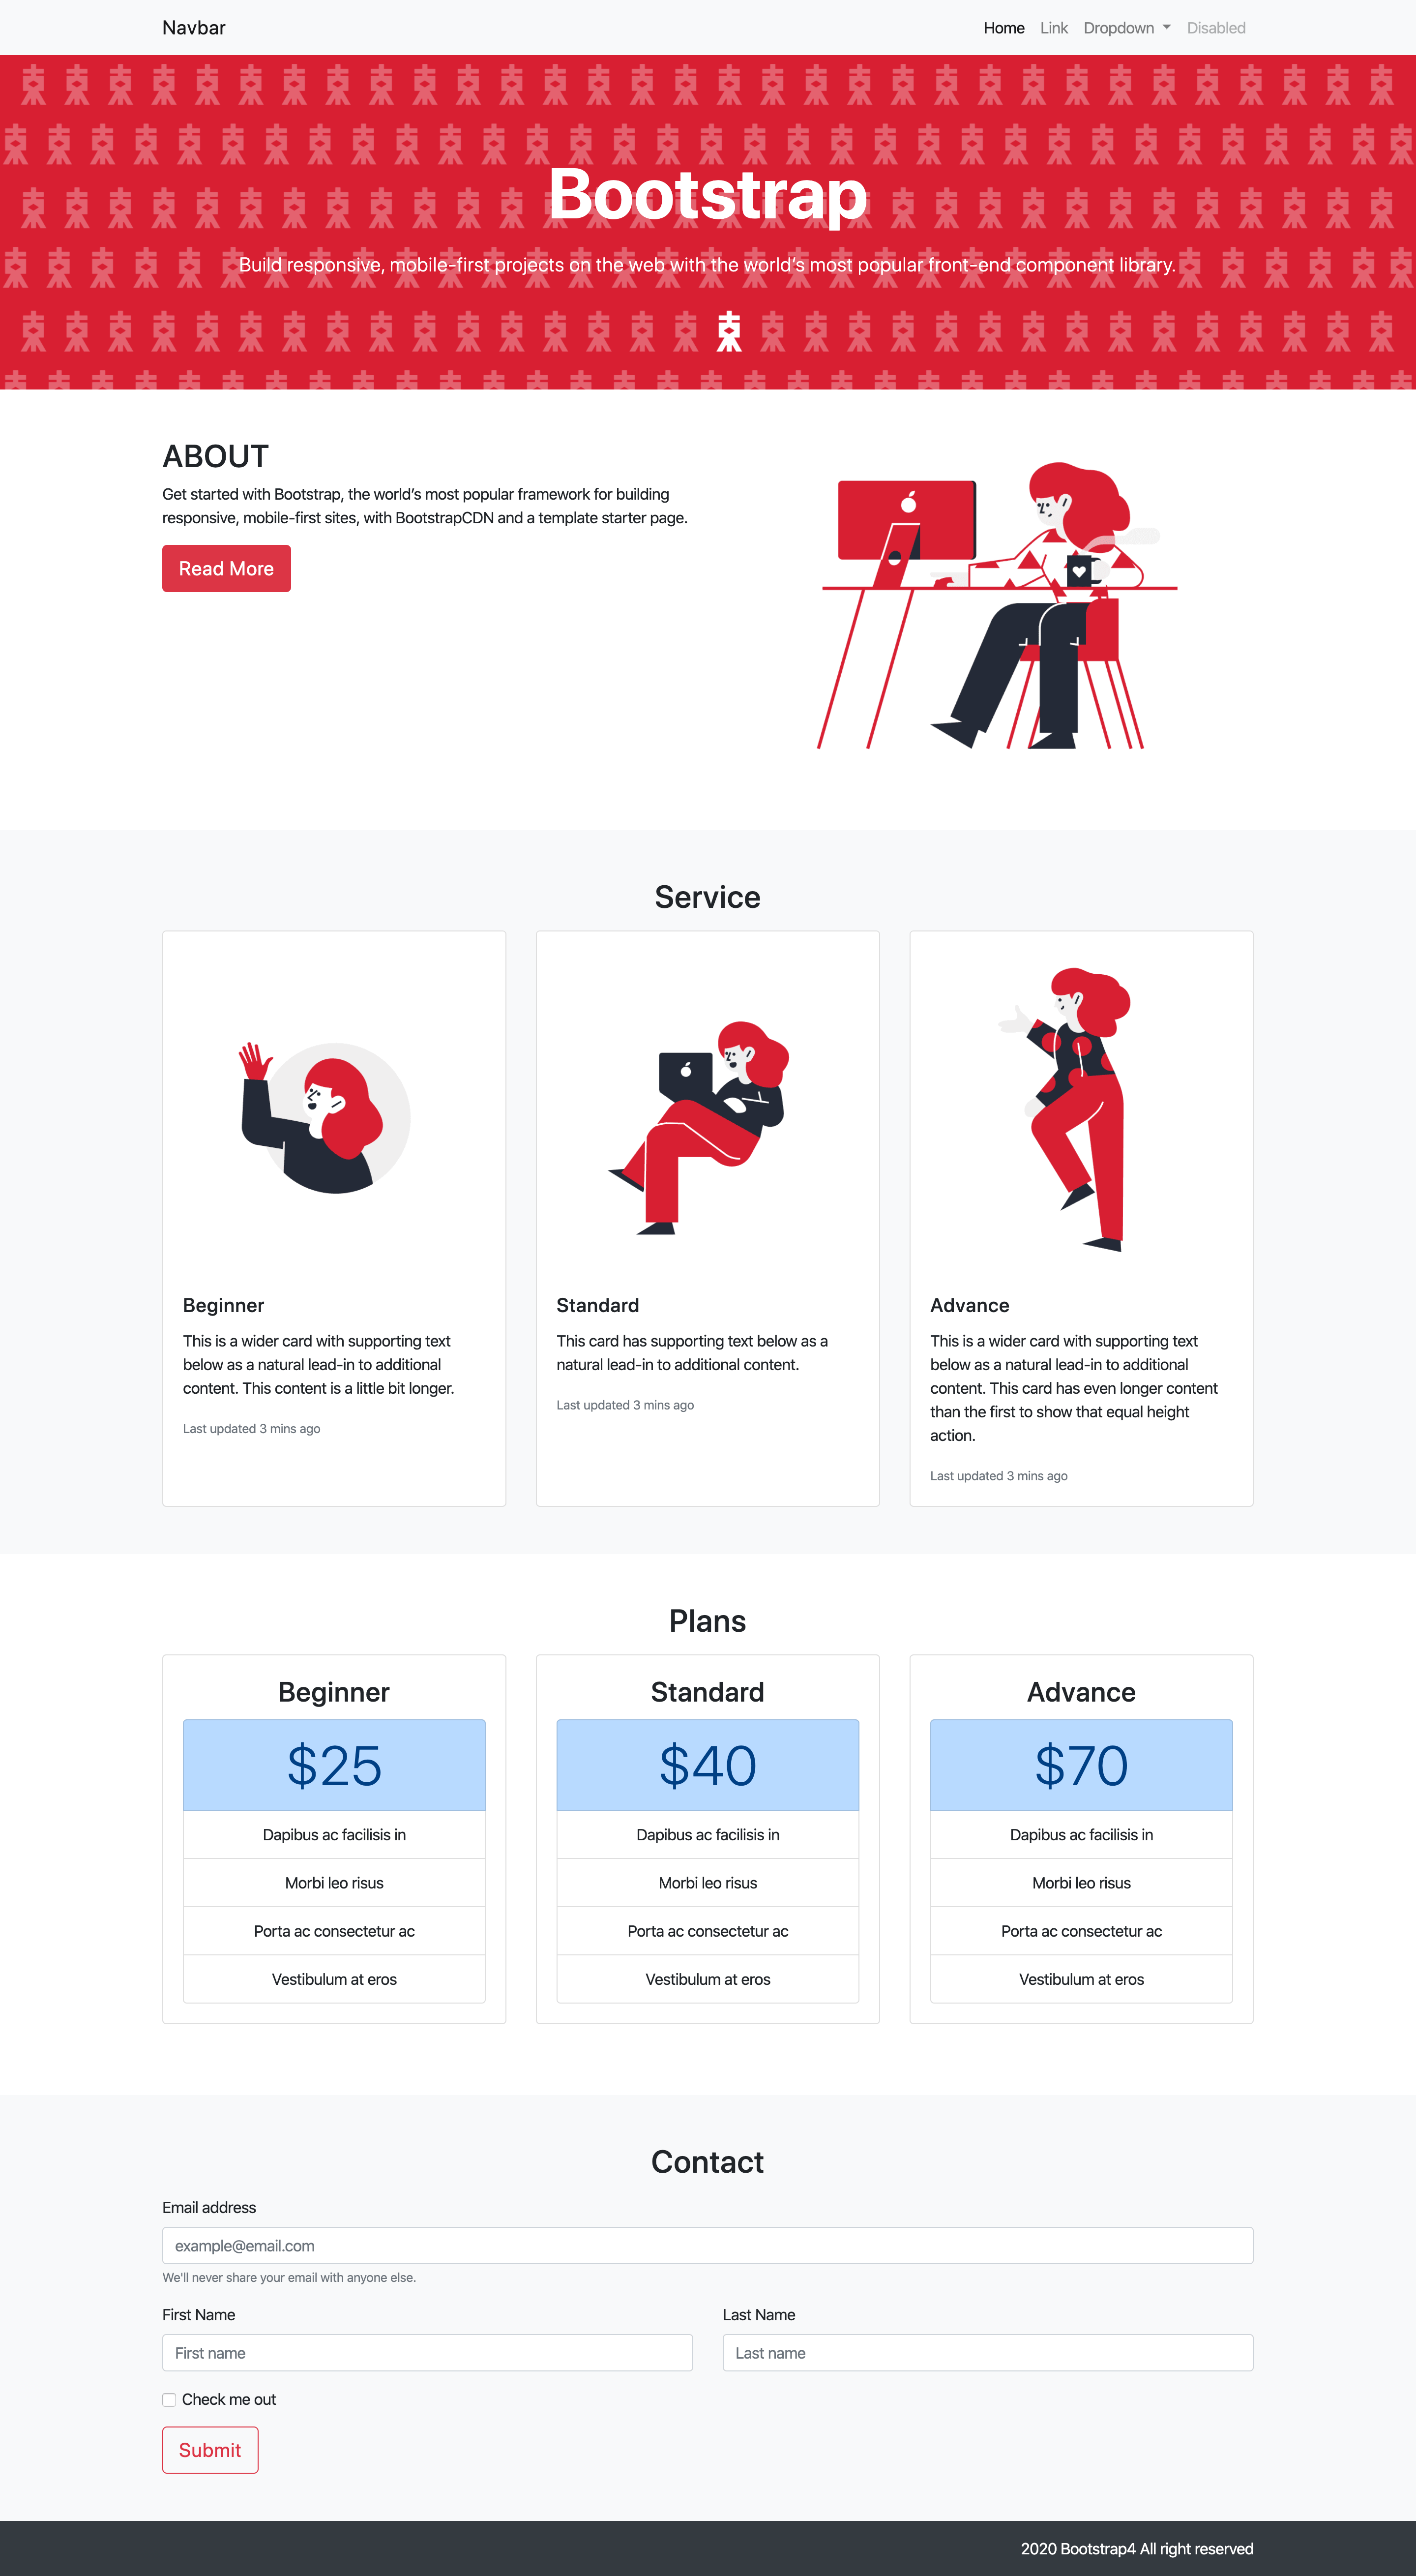 Navbar
Home Link Dropdown Disabled
Bootstrap
Build responsive, mobile-first projects on the web with the world's most popular front-end component library.
ABOUT
Get started with Bootstrap, the world's most popular framework for building
responsive, mobile-first sites, with BootstrapCDN and a template starter page.
Read More
Service
Beginner
This is a wider card with supporting text
below as a natural lead-in to additional
content. This content is a little bit longer.
Last updated 3 mins ago
Standard
This card has supporting text below as a
natural lead-in to additional content.
Last updated 3 mins ago
Advance
This is a wider card with supporting text
below as a natural lead-in to additional
content. This card has even longer content
than the first to show that equal height
action.
Last updated 3 mins ago
Plans
Beginner
$25
Dapibus ac facilisis in
Morbi leo risus
Porta ac consectetur ac
Vestibulum at eros
Standard
$40
Dapibus ac facilisis in
Morbi leo risus
Porta ac consectetur ac
Vestibulum at eros
Advance
$70
Dapibus ac facilisis in
Morbi leo risus
Porta ac consectetur ac
Vestibulum at eros
Contact
Email address
example@email.com
We'll never share your email with anyone else.
First Name
First name
Last Name
Last name
Check me out
Submit
2020 Bootstrap4 All right reserved